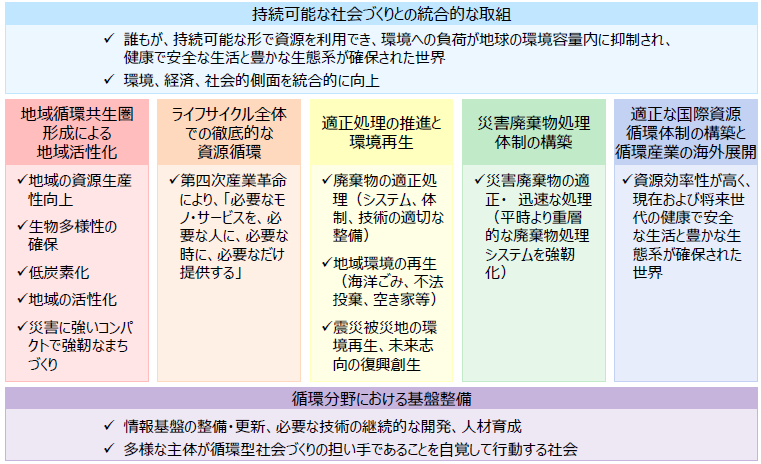 持続可能な社会づくりとの統合的な取組
✓ 誰もが、持続可能な形で資源を利用でき、環境への負荷が地球の環境容量内に抑制され、
健康で安全な生活と豊かな生態系が確保された世界
✓ 環境、経済、社会的側面を統合的に向上
地域循環共生圏
形成による
地域活性化
✓地域の資源生産
性向上
✓生物多様性の
確保
✓低炭素化
✓地域の活性化
✓災害に強いコンパ
クトで強靭なまち
づくり
ライフサイクル全体
での徹底的な
資源循環
✓第四次産業革命
により、「必要なモ
ノ・サービスを、必
要な人に、必要な
時に、必要なだけ
提供する」
適正処理の推進と
環境再生
✓廃棄物の適正処
理（システム、体
制、技術の適切な
整備）
✓地域環境の再生
（海洋ごみ、不法
投棄、空き家等）
✓震災被災地の環
境再生、未来志
向の復興創生
災害廃棄物処理
体制の構築
✓災害廃棄物の適
正・ 迅速な処理
（平時より重層
的な廃棄物処理
システムを強靭
化）
適正な国際資源
循環体制の構築と
循環産業の海外展開
✓資源効率性が高く、
現在および将来世
代の健康で安全
な生活と豊かな生
態系が確保された
世界
循環分野における基盤整備
✓ 情報基盤の整備・更新、必要な技術の継続的な開発、人材育成
✓ 多様な主体が循環型社会づくりの担い手であることを自覚して行動する社会